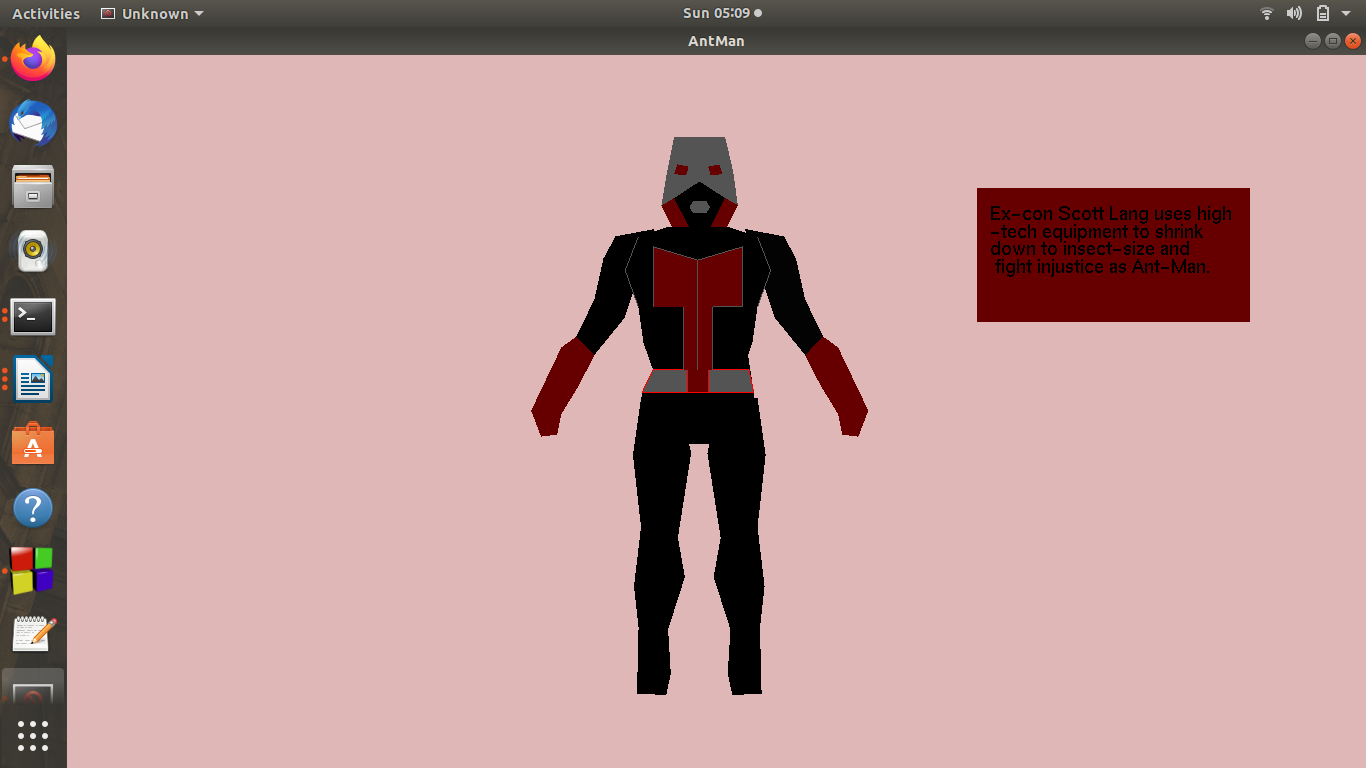 Activities Unknown Sun 05:09
AntMan
Ex-con Scott Lang uses high
-tech equipment to shrink
down to insect-size and
fight injustice as Ant-Man.